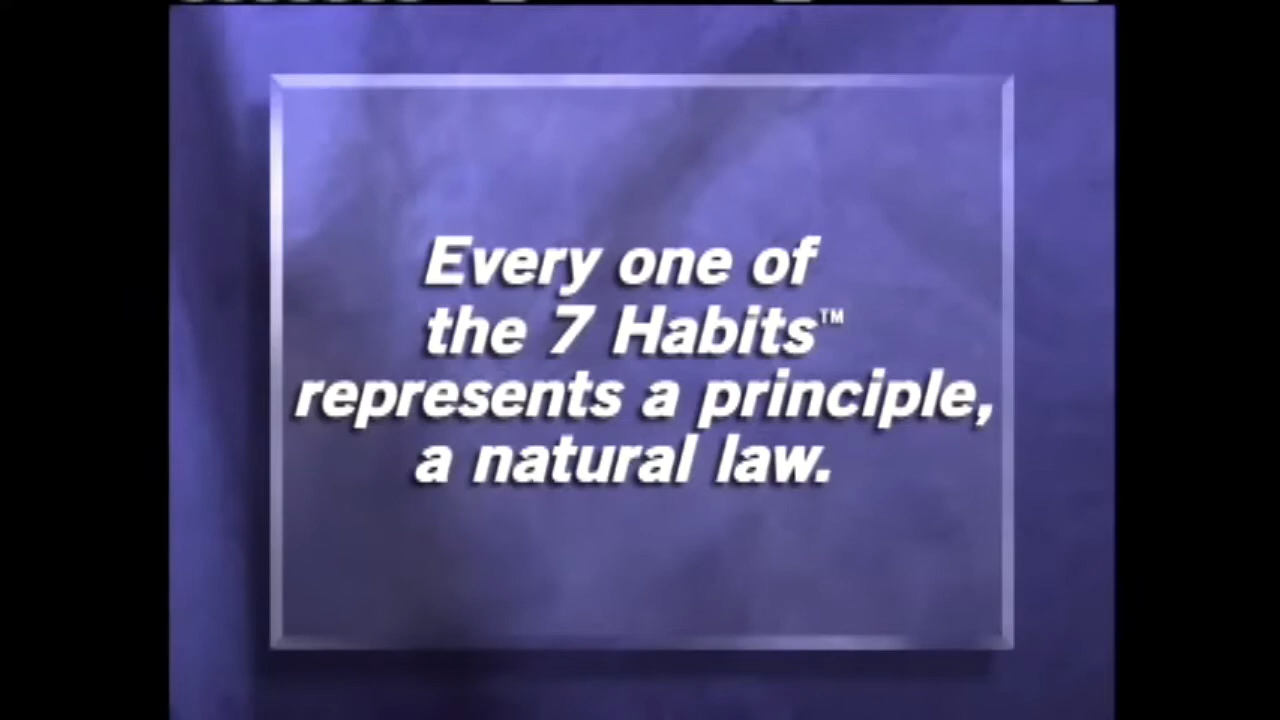 Every one of
the 7 Habits™
represents a principle,
a natural law.